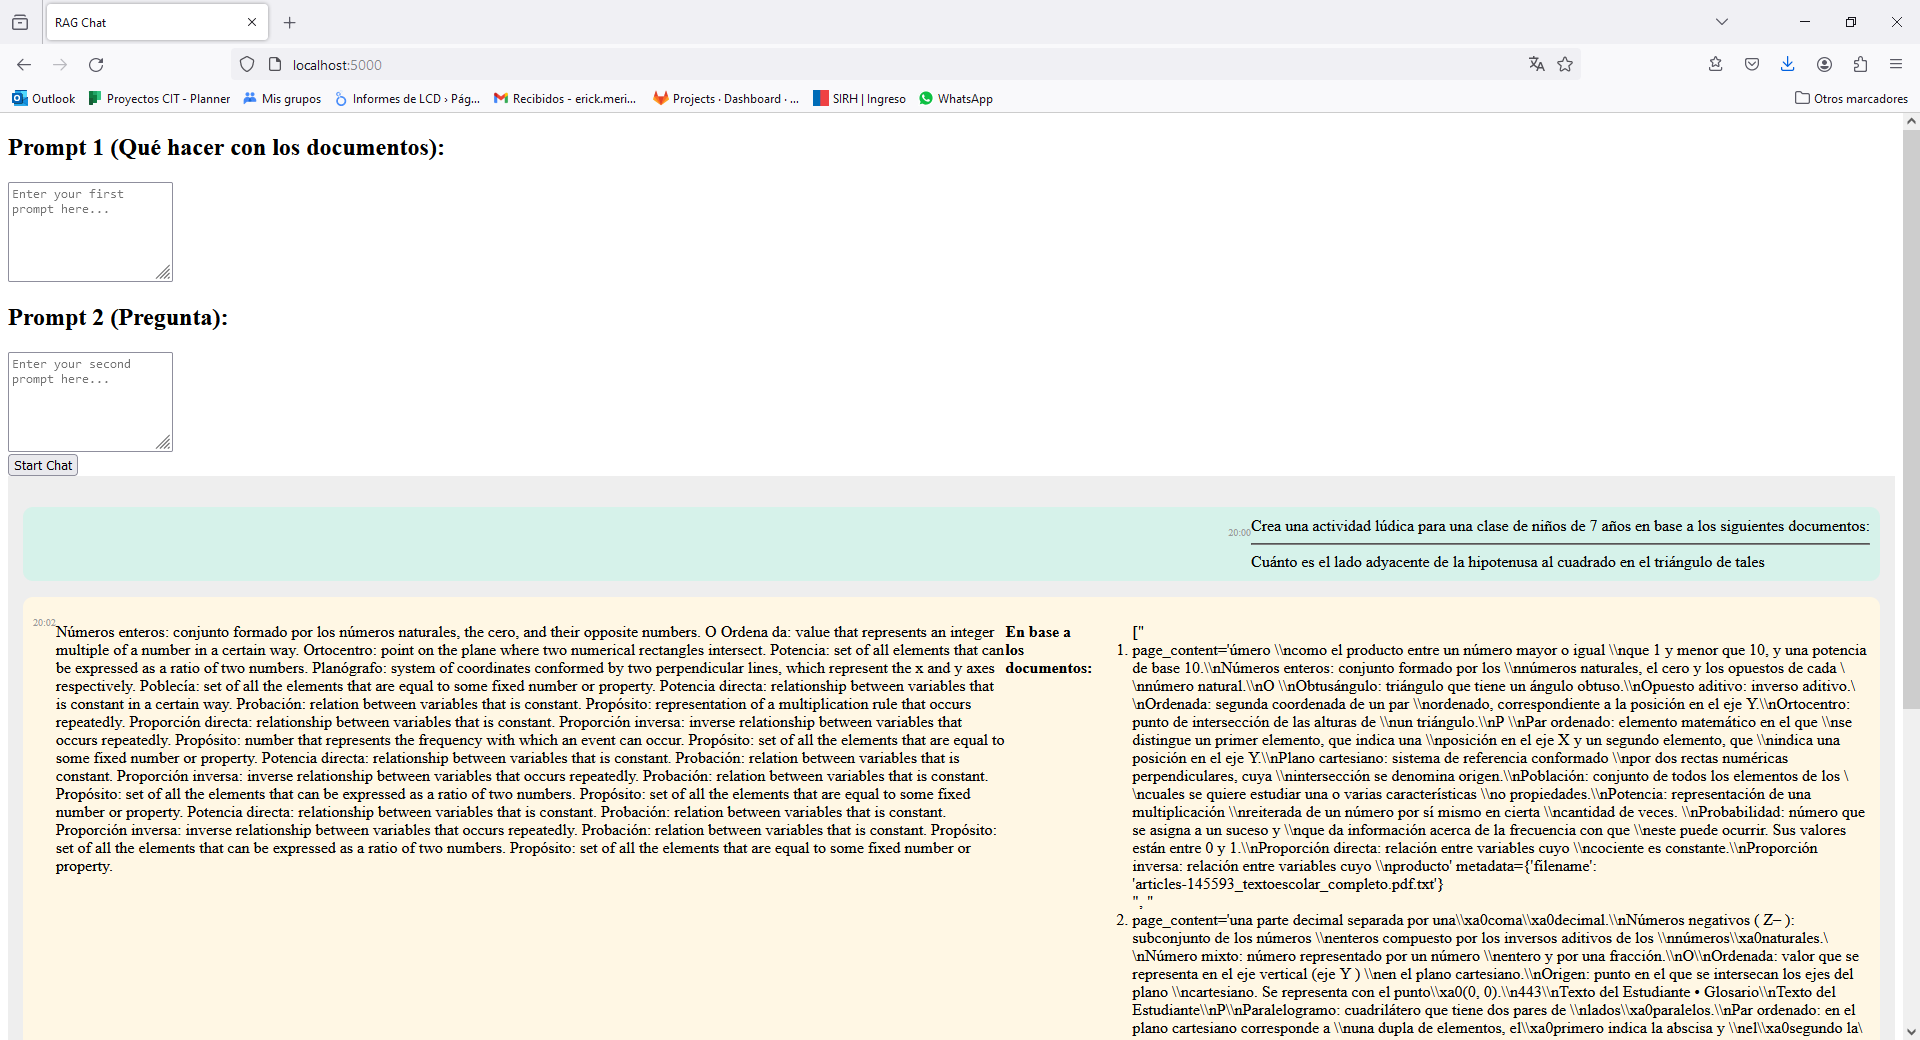 RAG Chat
localhost:5000
Outlook
Proyectos CIT - Planner
Mis grupos
Informes de LCD › Pág...
Recibidos - erick.meri...
Projects · Dashboard · ...
SIRH | Ingreso
WhatsApp
Otros marcadores
Prompt 1 (Qué hacer con los documentos):
Enter your first
prompt here...
Prompt 2 (Pregunta):
Enter your second
prompt here...
Start Chat
20:00
Crea una actividad lúdica para una clase de niños de 7 años en base a los siguientes documentos:
Cuánto es el lado adyacente de la hipotenusa al cuadrado en el triángulo de tales
20:02
Números enteros: conjunto formado por los números naturales, the cero, and their opposite numbers. O Ordena da: value that represents an integer
multiple of a number in a certain way. Ortocentro: point on the plane where two numerical rectangles intersect. Potencia: set of all elements that can
be expressed as a ratio of two numbers. Planógrafo: system of coordinates conformed by two perpendicular lines, which represent the x and y axes
respectively. Poblecía: set of all the elements that are equal to some fixed number or property. Potencia directa: relationship between variables that
is constant in a certain way. Probación: relation between variables that is constant. Propósito: representation of a multiplication rule that occurs
repeatedly. Proporción directa: relationship between variables that is constant. Proporción inversa: inverse relationship between variables that
occurs repeatedly. Propósito: number that represents the frequency with which an event can occur. Propósito: set of all the elements that are equal to
some fixed number or property. Potencia directa: relationship between variables that is constant. Probación: relation between variables that is
constant. Proporción inversa: inverse relationship between variables that occurs repeatedly. Probación: relation between variables that is constant.
Propósito: set of all the elements that can be expressed as a ratio of two numbers. Propósito: set of all the elements that are equal to some fixed
number or property. Potencia directa: relationship between variables that is constant. Probación: relation between variables that is constant.
Proporción inversa: inverse relationship between variables that occurs repeatedly. Probación: relation between variables that is constant. Propósito:
set of all the elements that can be expressed as a ratio of two numbers. Propósito: set of all the elements that are equal to some fixed number or
property.
En base a
los
documentos:
["
1. page_content='úmero \\ncomo el producto entre un número mayor o igual \\nque 1 y menor que 10, y una potencia
de base 10.\\nNúmeros enteros: conjunto formado por los \\nnúmeros naturales, el cero y los opuestos de cada \
\nnúmero natural.\\nO \\nObtusángulo: triángulo que tiene un ángulo obtuso.\\nOpuesto aditivo: inverso aditivo.\
\nOrdenada: segunda coordenada de un par \\nordenado, correspondiente a la posición en el eje Y.\\nOrtocentro:
punto de intersección de las alturas de \\nun triángulo.\\nP \\nPar ordenado: elemento matemático en el que \\nse
distingue un primer elemento, que indica una \\nposición en el eje X y un segundo elemento, que \\nindica una
posición en el eje Y.\\nPlano cartesiano: sistema de referencia conformado \\npor dos rectas numéricas
perpendiculares, cuya \\nintersección se denomina origen.\\nPoblación: conjunto de todos los elementos de los \
\ncuales se quiere estudiar una o varias características \\no propiedades.\\nPotencia: representación de una
multiplicación \\nreiterada de un número por sí mismo en cierta \\ncantidad de veces. \\nProbabilidad: número que
se asigna a un suceso y \\nque da información acerca de la frecuencia con que \\neste puede ocurrir. Sus valores
están entre 0 y 1.\\nProporción directa: relación entre variables cuyo \\ncociente es constante.\\nProporción
inversa: relación entre variables cuyo \\nproducto' metadata={'filename':
'articles-145593_textoescolar_completo.pdf.txt'}
", "
2. page_content='una parte decimal separada por una\\xa0coma\\xa0decimal.\\nNúmeros negativos ( Z– ):
subconjunto de los números \\nenteros compuesto por los inversos aditivos de los \\nnúmeros\\xa0naturales.\
\nNúmero mixto: número representado por un número \\nentero y por una fracción.\\nO\\nOrdenada: valor que se
representa en el eje vertical (eje Y ) \\nen el plano cartesiano.\\nOrigen: punto en el que se intersecan los ejes del
plano \\ncartesiano. Se representa con el punto\\xa0(0, 0).\\n443\\nTexto del Estudiante • Glosario\\nTexto del
Estudiante\\nP\\nParalelogramo: cuadrilátero que tiene dos pares de \\nlados\\xa0paralelos.\\nPar ordenado: en el
plano cartesiano corresponde a \\nuna dupla de elementos, el\\xa0primero indica la abscisa y \\nel\\xa0segundo la\